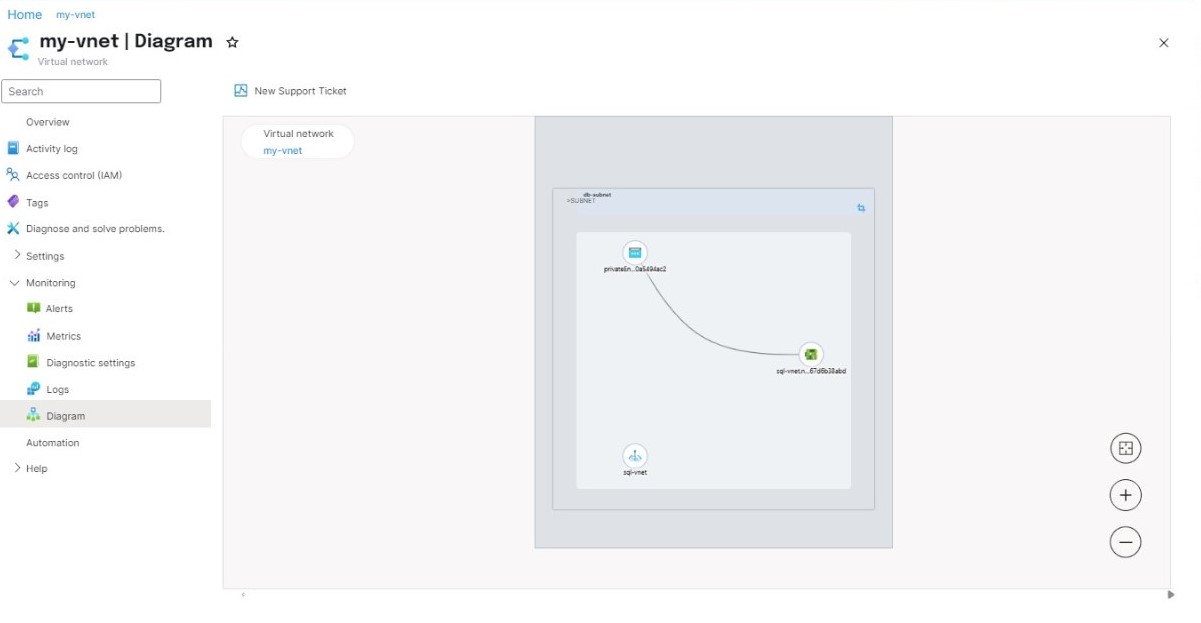 Home my-vnet
my-vnet | Diagram
Virtual network
Search
New Support Ticket
Overview
Activity log
Access control (IAM)
Tags
Diagnose and solve problems.
Settings
Monitoring
Alerts
Metrics
Diagnostic settings
Logs
Diagram
Automation
Help
Virtual network
my-vnet
db-subnet
>SUBNET
privateEn...0a5494ac2
sql-vnet.n...67d6b38abd
sql-vnet